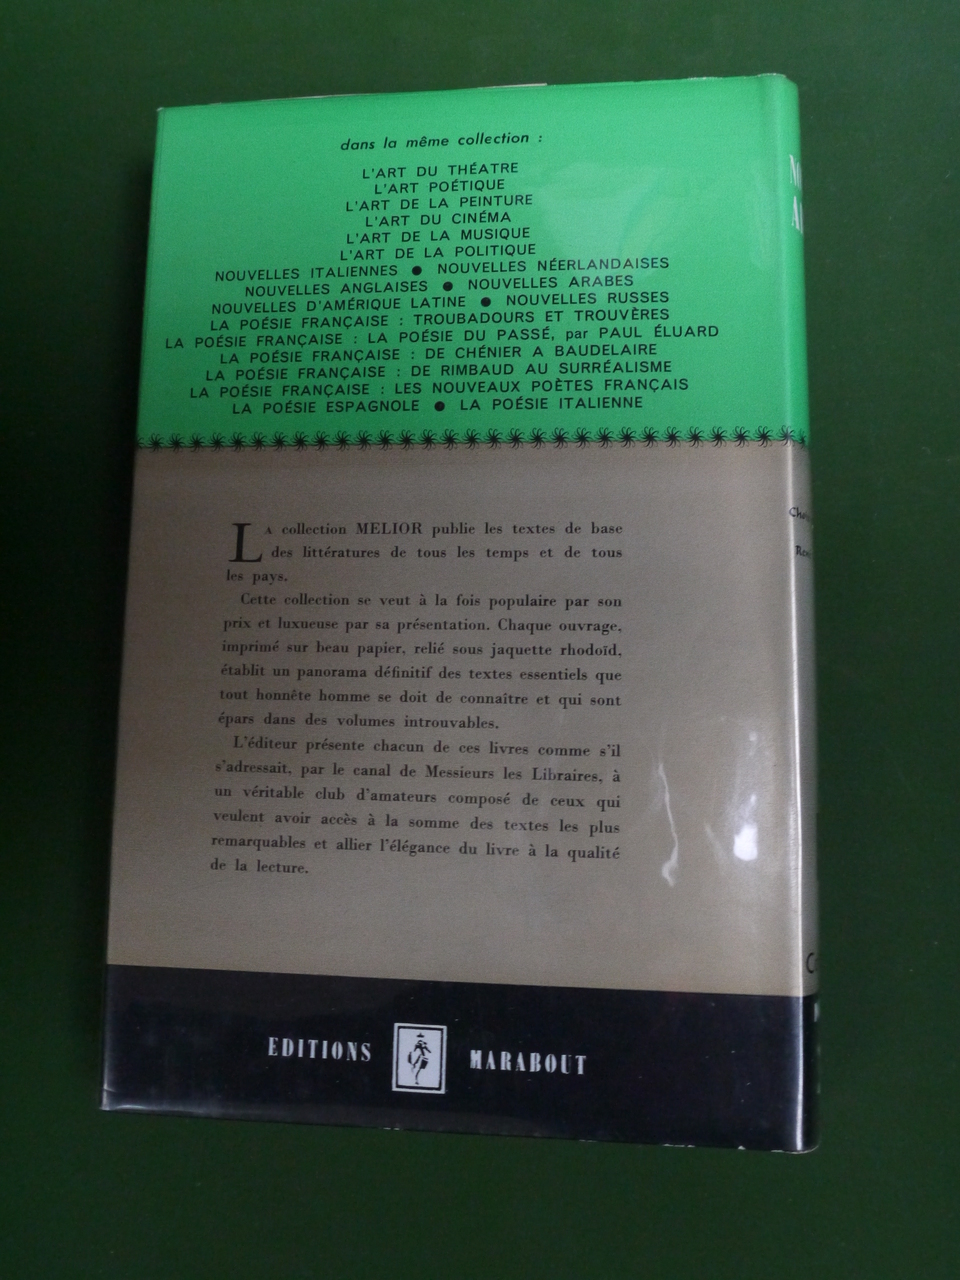 dans la même collection :
L'ART DU THÉATRE
L'ART POÉTIQUE
L'ART DE LA PEINTURE
L'ART DU CINÉMA
L'ART DE LA MUSIQUE
L'ART DE LA POLITIQUE
NOUVELLES ITALIENNES ● NOUVELLES NÉERLANDAISES
NOUVELLES ANGLAISES ● NOUVELLES ARABES
NOUVELLES D'AMÉRIQUE LATINE ● NOUVELLES RUSSES
LA POÉSIE FRANÇAISE : TROUBADOURS ET TROUVÈRES
LA POÉSIE FRANÇAISE : LA POÉSIE DU PASSÉ, par PAUL ÉLUARD
LA POÉSIE FRANÇAISE : DE CHÉNIER A BAUDELAIRE
LA POÉSIE FRANÇAISE : DE RIMBAUD AU SURRÉALISME
LA POÉSIE FRANÇAISE : LES NOUVEAUX POÈTES FRANÇAIS
LA POÉSIE ESPAGNOLE ● LA POÉSIE ITALIENNE
LA collection MELIOR publie les textes de base
des littératures de tous les temps et de tous
les pays.
Cette collection se veut à la fois populaire par son
prix et luxueuse par sa présentation. Chaque ouvrage,
imprimé sur beau papier, relié sous jaquette rhodoïd,
établit un panorama définitif des textes essentiels que
tout honnête homme se doit de connaître et qui sont
épars dans des volumes introuvables.
L'éditeur présente chacun de ces livres comme s'il
s'adressait, par le canal de Messieurs les Libraires, à
un véritable club d'amateurs composé de ceux qui
veulent avoir accès à la somme des textes les plus
remarquables et allier l'élégance du livre à la qualité
de la lecture.
EDITIONS MARABOUT